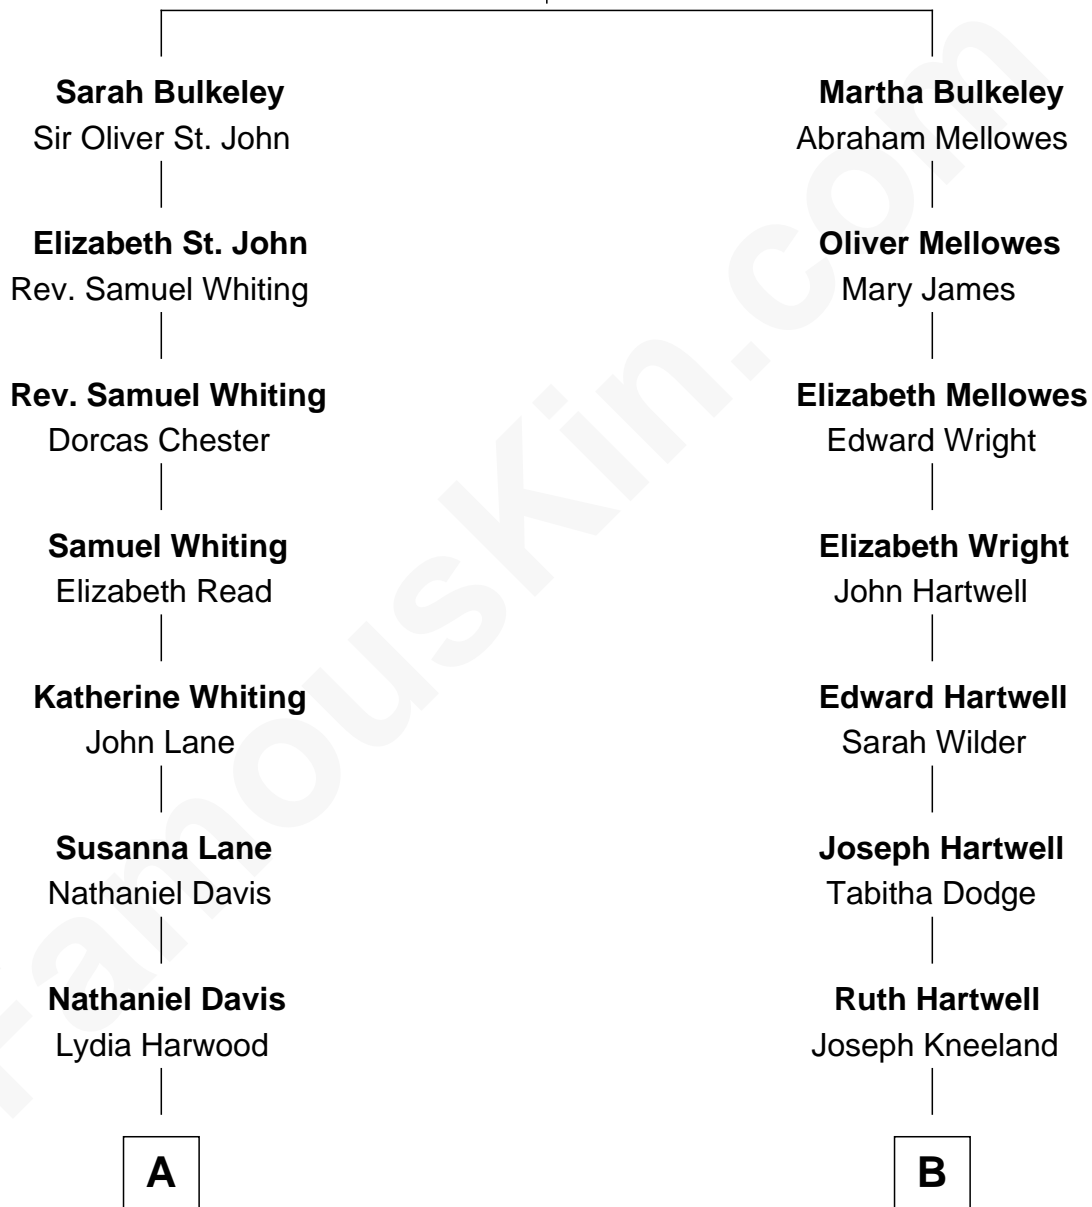 Sarah Bulkeley
Sir Oliver St. John
Elizabeth St. John
Rev. Samuel Whiting
Rev. Samuel Whiting
Dorcas Chester
Samuel Whiting
Elizabeth Read
Katherine Whiting
John Lane
Susanna Lane
Nathaniel Davis
Nathaniel Davis
Lydia Harwood
A
Martha Bulkeley
Abraham Mellowes
Oliver Mellowes
Mary James
Elizabeth Mellowes
Edward Wright
Elizabeth Wright
John Hartwell
Edward Hartwell
Sarah Wilder
Joseph Hartwell
Tabitha Dodge
Ruth Hartwell
Joseph Kneeland
B
FamousKin.com